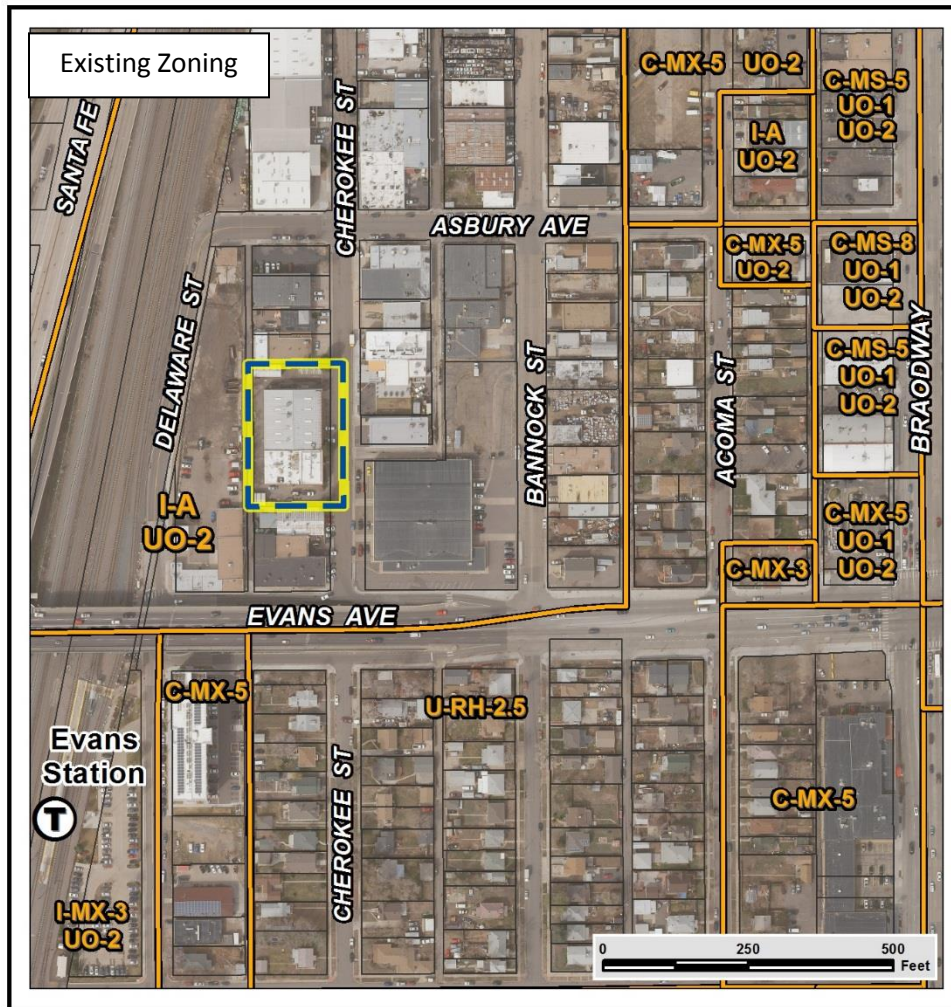 Existing Zoning
SANTA FE
CHEROKEE ST
C-MX-5
UO-2
C-MS-5
UO-1
UO-2
I-A
UO-2
ASBURY AVE
C-MX-5
UO-2
C-MS-8
UO-1
UO-2
DELAWARE ST
BANNOCK ST
ACOMA ST
C-MS-5
UO-1
UO-2
BRAODWAY
I-A
UO-2
C-MX-5
UO-1
UO-2
C-MX-3
EVANS AVE
C-MX-5
U-RH-2.5
Evans
Station
T
CHEROKEE ST
C-MX-5
I-MX-3
UO-2
0 250 500
Feet